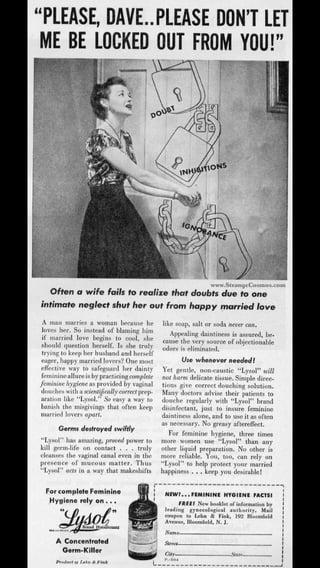 "PLEASE, DAVE..PLEASE DON'T LET
ME BE LOCKED OUT FROM YOU!"
DOUBT
INHIBITIONS
IGNORANCE
www.StrangeCosmos.com
Often a wife fails to realize that doubts due to one
intimate neglect shut her out from happy married love
A man marries a woman because he
loves her. So instead of blaming him
if married love begins to cool, she
should question herself. Is she truly
trying to keep her husband and herself
eager, happy married lovers? One most
effective way to safeguard her dainty
feminine allure is by practicing complete
feminine hygiene as provided by vaginal
douches with a scientifically correct prep-
aration like "Lysol." So easy a way to
banish the misgivings that often keep
married lovers apart.
Germs destroyed swiftly
"Lysol" has amazing, proved power to
kill germ-life on contact . . . truly
cleanses the vaginal canal even in the
presence of mucous matter. Thus
"Lysol" acts in a way that makeshifts
like soap, salt or soda never can.
Appealing daintiness is assured, be-
cause the very source of objectionable
odors is eliminated.
Use whenever needed!
Yet gentle, non-caustic "Lysol" will
not harm delicate tissue. Simple direc-
tions give correct douching solution.
Many doctors advise their patients to
douche regularly with "Lysol" brand
disinfectant, just to insure feminine
daintiness alone, and to use it as often
as necessary. No greasy aftereffect.
For feminine hygiene, three times
more women use "Lysol" than any
other liquid preparation. No other is
more reliable. You, too, can rely on
"Lysol" to help protect your married
happiness . . . keep you desirable!
For complete Feminine
Hygiene rely on . . .
"Lysol"
Brand Disinfectant
A Concentrated
Germ-Killer
Product of Lehn & Fink
Lysol
NEW!...FEMININE HYGIENE FACTS!
FREE! New booklet of information by
leading gynecological authority. Mail
coupon to Lehn & Fink, 192 Bloomfield
Avenue, Bloomfield, N. J.
Name
Street
City State